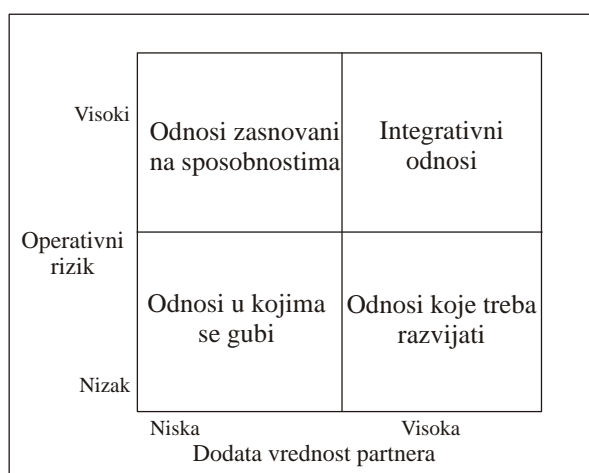 Visoki
Odnosi zasnovani
na sposobnostima
Integrativni
odnosi
Operativni
rizik
Odnosi u kojima
se gubi
Odnosi koje treba
razvijati
Nizak
Niska
Visoka
Dodata vrednost partnera